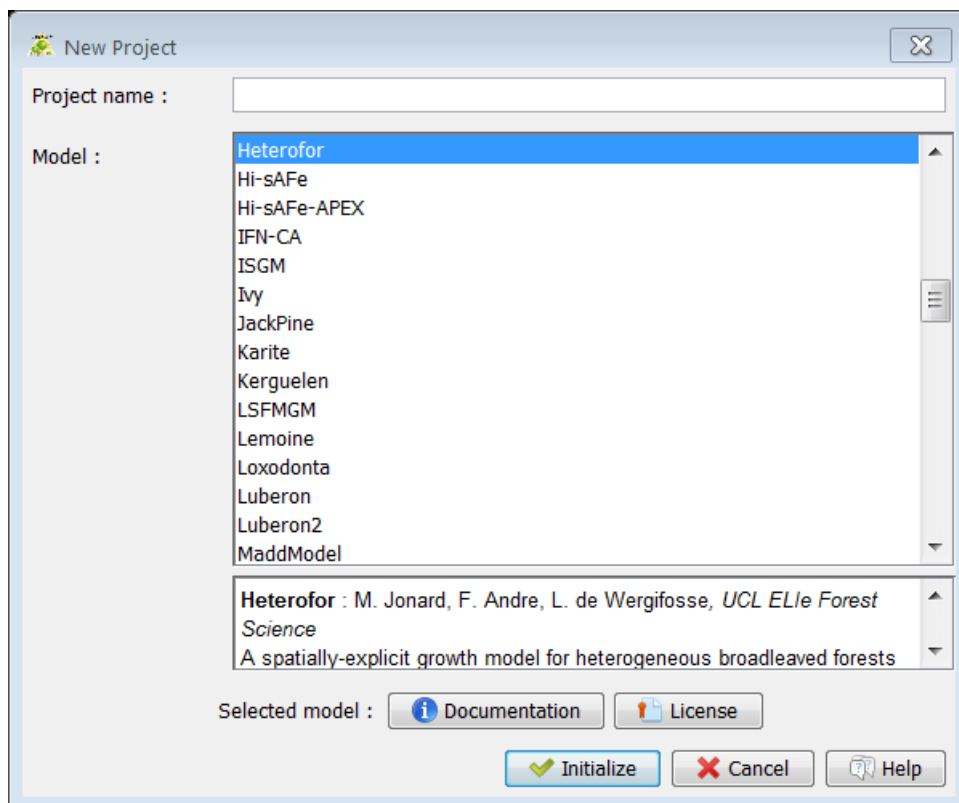 New Project
Project name :
Model :
Heterofor
Hi-sAFe
Hi-sAFe-APEX
IFN-CA
ISGM
Ivy
JackPine
Karite
Kerguelen
LSFMGM
Lemoine
Loxodonta
Luberon
Luberon2
MaddModel
Heterofor : M. Jonard, F. Andre, L. de Wergifosse, UCL ELIe Forest
Science
A spatially-explicit growth model for heterogeneous broadleaved forests
Selected model : Documentation License
Initialize Cancel Help